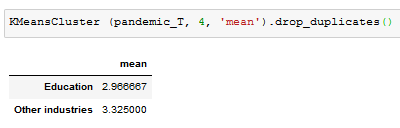 KMeansCluster (pandemic_T, 4, 'mean').drop_duplicates()
mean
Education 2.966667
Other industries 3.325000